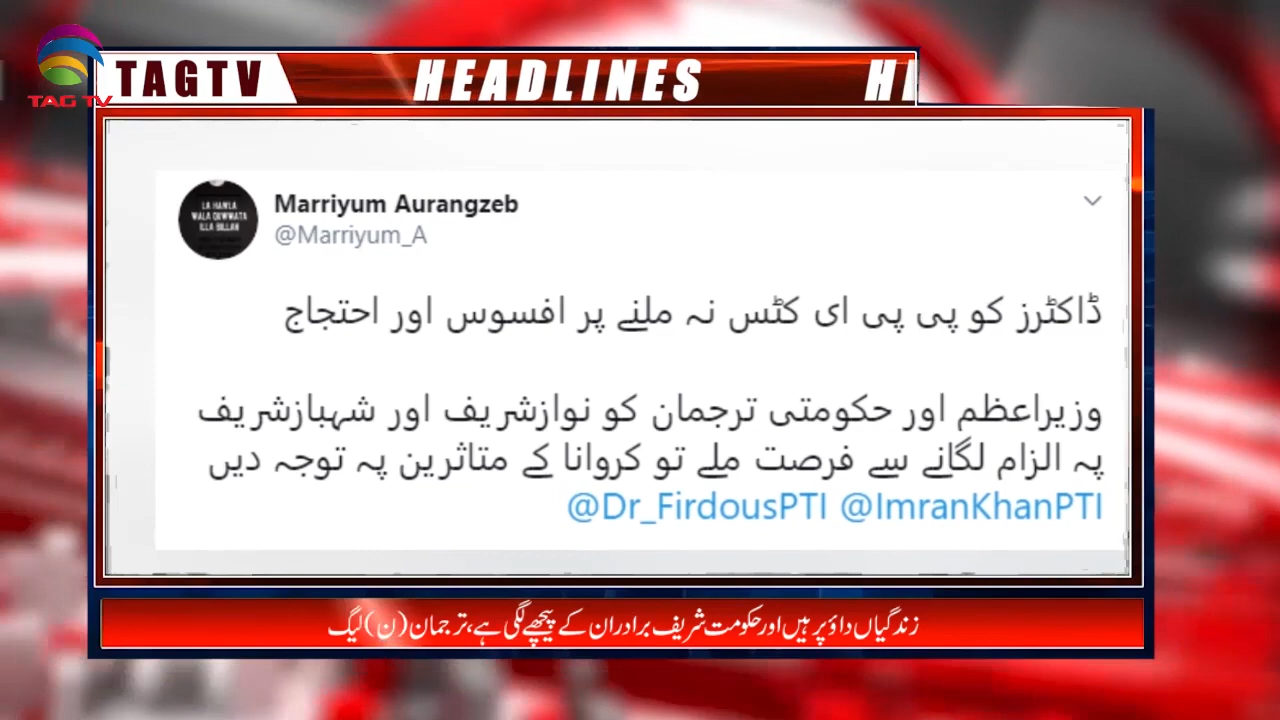 TAG TV
TAGTV
HEADLINES
LA HAWLA
WALA QUWWATA
ILLA BILLAH
Marriyum Aurangzeb
@Marriyum_A
ڈاکٹرز کو پی پی ای کٹس نہ ملنے پر افسوس اور احتجاج
وزیراعظم اور حکومتی ترجمان کو نوازشریف اور شہبازشریف
پہ الزام لگانے سے فرصت ملے تو کروانا کے متاثرین پہ توجہ دیں
@Dr_FirdousPTI @ImranKhanPTI
زندگیاں داؤ پر ہیں اور حکومت شریف برادران کے پیچھے لگی ہے، ترجمان (ن) لیگ